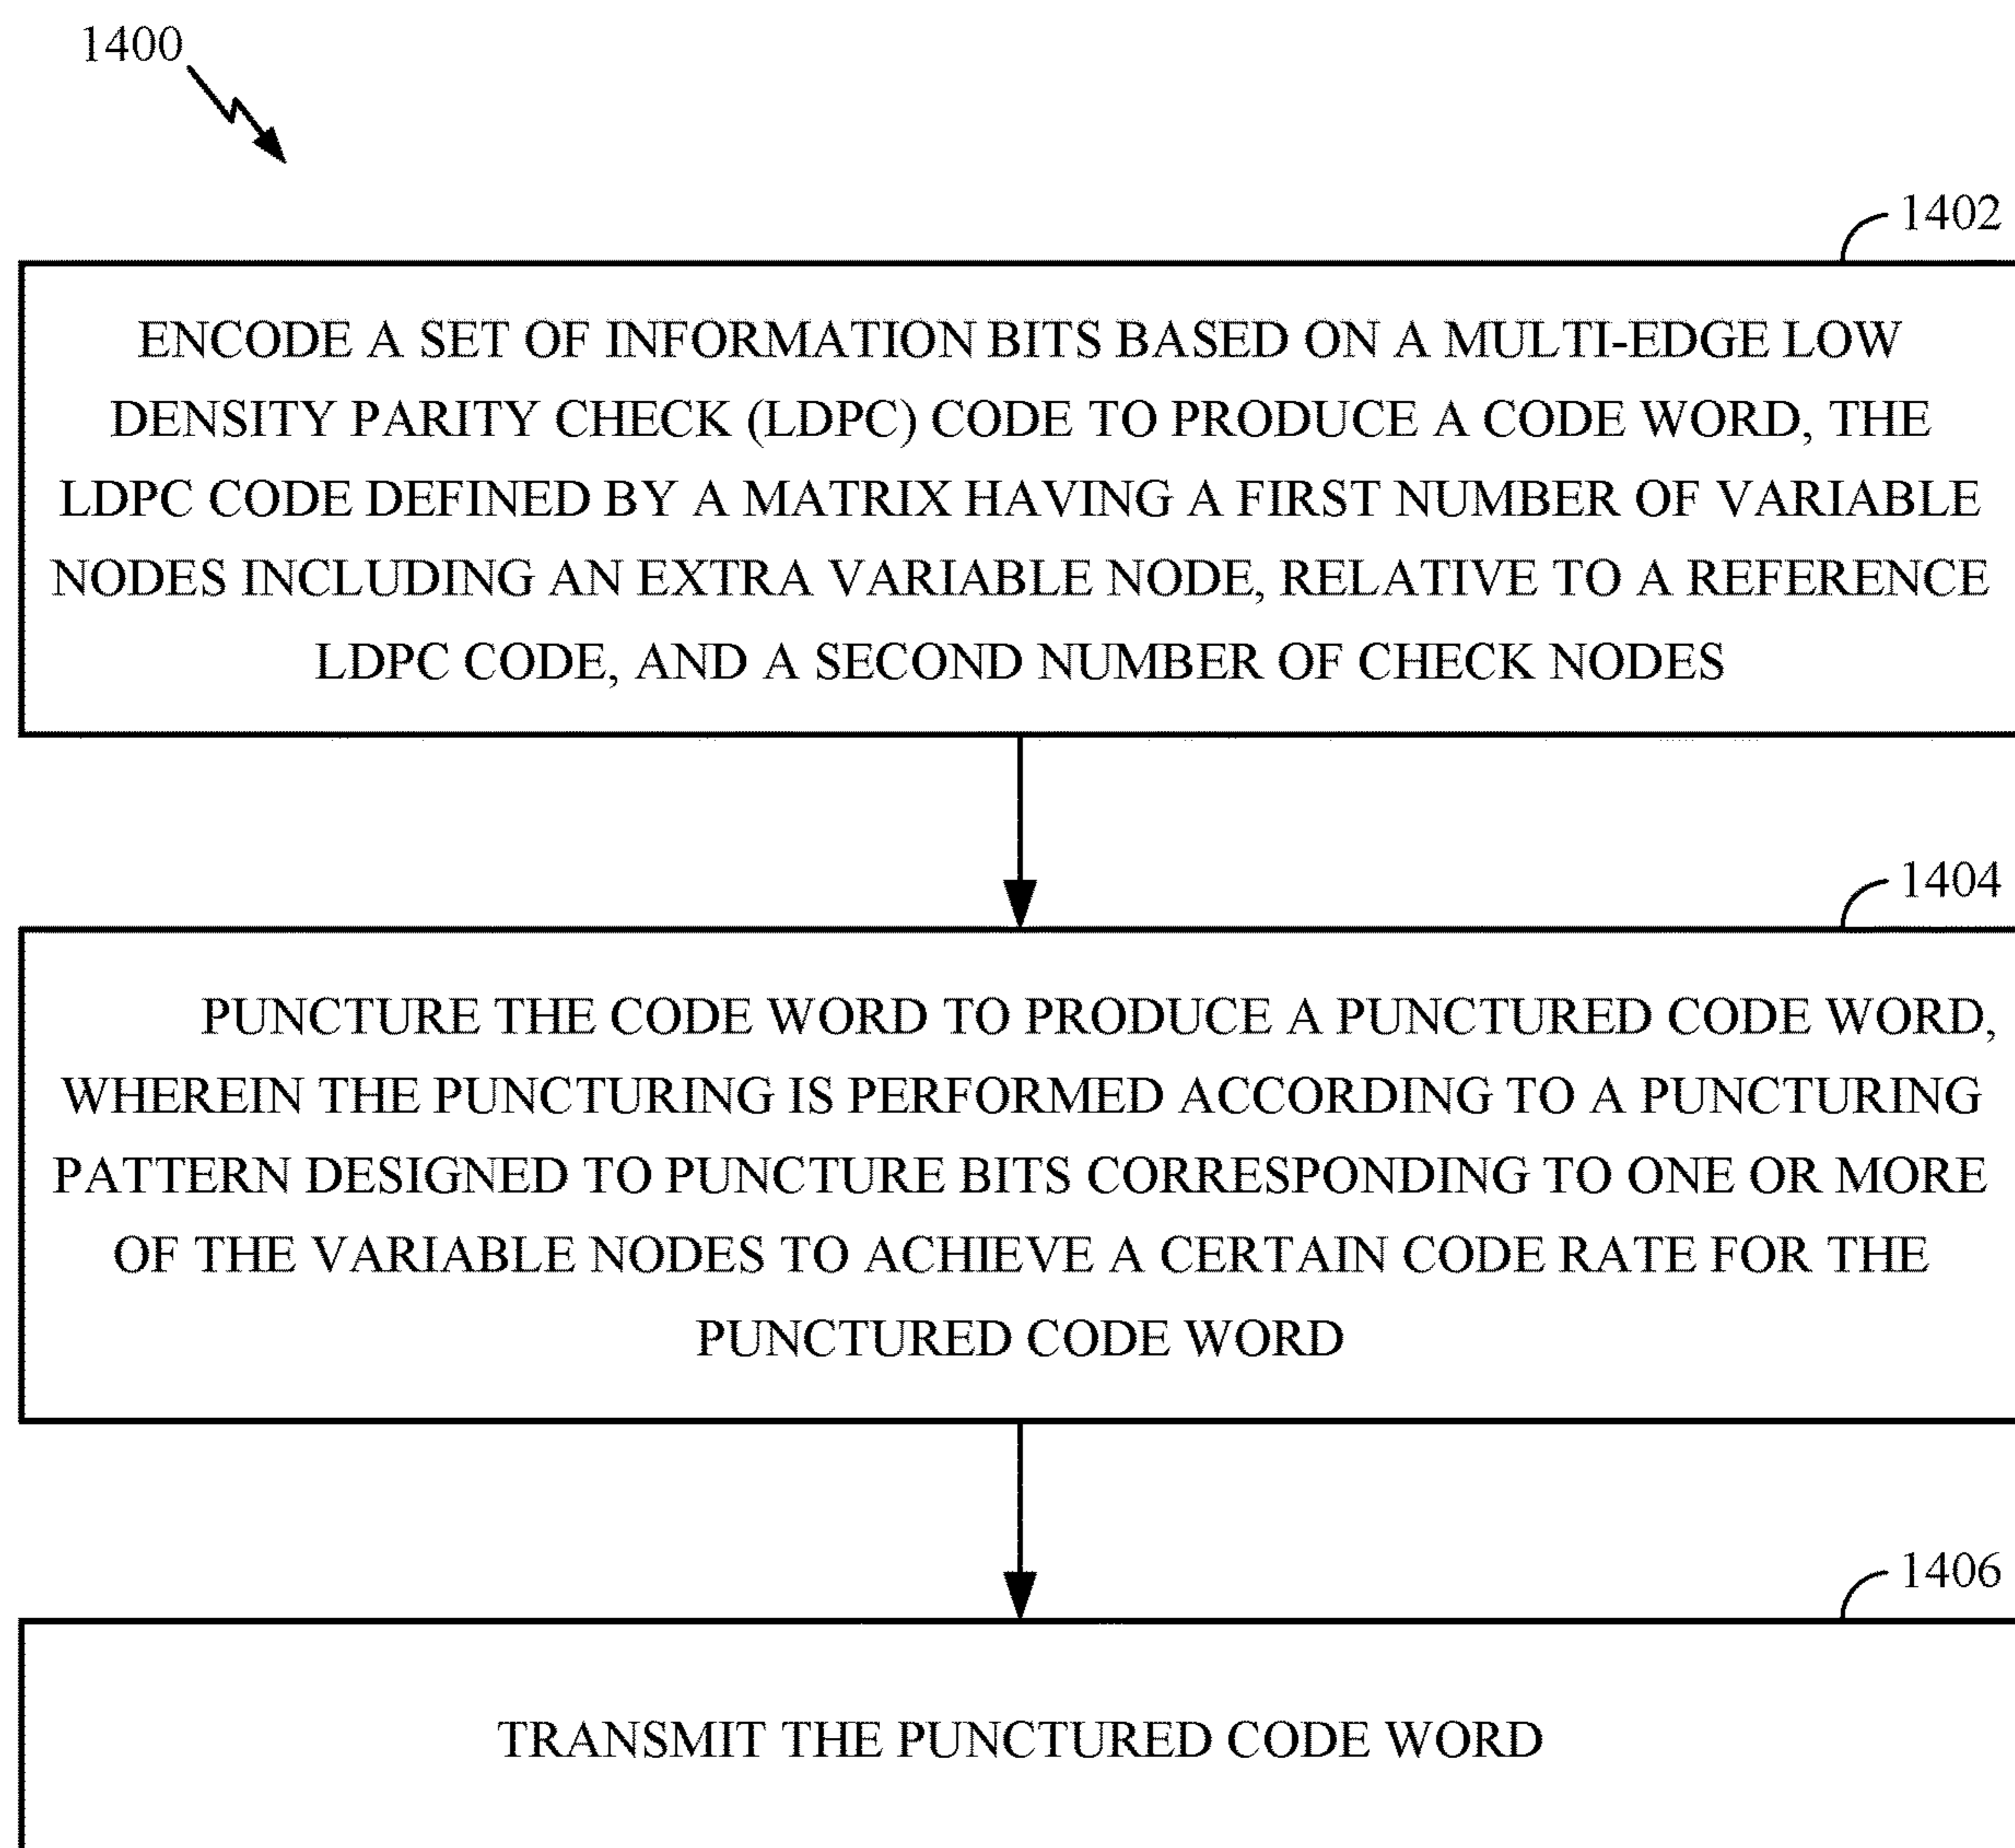 1400
1402
ENCODE A SET OF INFORMATION BITS BASED ON A MULTI-EDGE LOW
DENSITY PARITY CHECK (LDPC) CODE TO PRODUCE A CODE WORD, THE
LDPC CODE DEFINED BY A MATRIX HAVING A FIRST NUMBER OF VARIABLE
NODES INCLUDING AN EXTRA VARIABLE NODE, RELATIVE TO A REFERENCE
LDPC CODE, AND A SECOND NUMBER OF CHECK NODES
1404
PUNCTURE THE CODE WORD TO PRODUCE A PUNCTURED CODE WORD,
WHEREIN THE PUNCTURING IS PERFORMED ACCORDING TO A PUNCTURING
PATTERN DESIGNED TO PUNCTURE BITS CORRESPONDING TO ONE OR MORE
OF THE VARIABLE NODES TO ACHIEVE A CERTAIN CODE RATE FOR THE
PUNCTURED CODE WORD
1406
TRANSMIT THE PUNCTURED CODE WORD